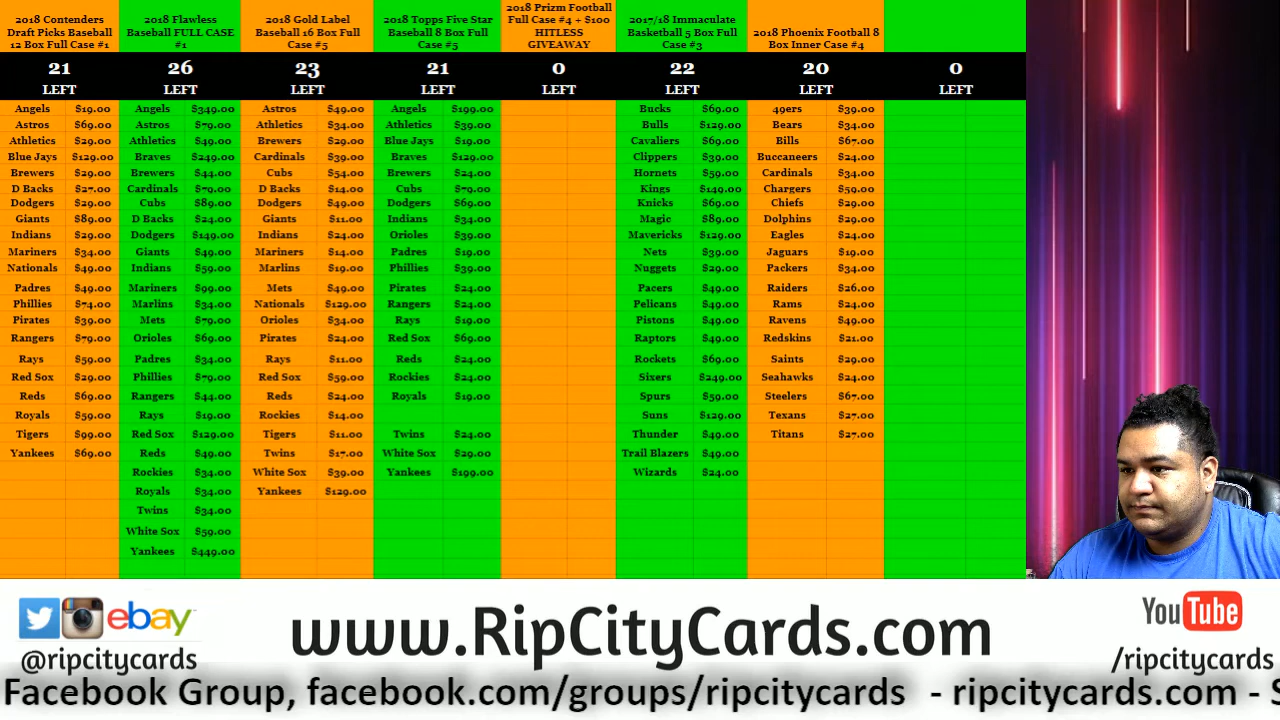 2018 Contenders
Draft Picks Baseball
12 Box Full Case #1
21
LEFT
Angels $19.00
Astros $69.00
Athletics $29.00
Blue Jays $129.00
Brewers $29.00
D Backs $27.00
Dodgers $29.00
Giants $89.00
Indians $29.00
Mariners $34.00
Nationals $49.00
Padres $49.00
Phillies $74.00
Pirates $39.00
Rangers $79.00
Rays $59.00
Red Sox $29.00
Reds $69.00
Royals $59.00
Tigers $99.00
Yankees $69.00
2018 Flawless
Baseball FULL CASE
#1
26
LEFT
Angels $349.00
Astros $79.00
Athletics $49.00
Braves $249.00
Brewers $44.00
Cardinals $79.00
Cubs $89.00
D Backs $24.00
Dodgers $149.00
Giants $49.00
Indians $59.00
Mariners $99.00
Marlins $34.00
Mets $79.00
Orioles $69.00
Padres $34.00
Phillies $79.00
Rangers $44.00
Rays $19.00
Red Sox $129.00
Reds $49.00
Rockies $34.00
Royals $34.00
Twins $34.00
White Sox $59.00
Yankees $449.00
2018 Gold Label
Baseball 16 Box Full
Case #5
23
LEFT
Astros $49.00
Athletics $34.00
Brewers $29.00
Cardinals $39.00
Cubs $54.00
D Backs $14.00
Dodgers $49.00
Giants $11.00
Indians $24.00
Mariners $14.00
Marlins $19.00
Mets $49.00
Nationals $129.00
Orioles $34.00
Pirates $24.00
Rays $11.00
Red Sox $59.00
Reds $24.00
Rockies $14.00
Tigers $11.00
Twins $17.00
White Sox $39.00
Yankees $129.00
2018 Topps Five Star
Baseball 8 Box Full
Case #5
21
LEFT
Angels $199.00
Athletics $39.00
Blue Jays $19.00
Braves $129.00
Brewers $24.00
Cubs $79.00
Dodgers $69.00
Indians $34.00
Orioles $39.00
Padres $19.00
Phillies $39.00
Pirates $24.00
Rangers $24.00
Rays $19.00
Red Sox $69.00
Reds $24.00
Rockies $24.00
Royals $19.00
Twins $24.00
White Sox $29.00
Yankees $199.00
2018 Prizm Football
Full Case #4 + $100
HITLESS
GIVEAWAY
0
LEFT
2017/18 Immaculate
Basketball 5 Box Full
Case #3
22
LEFT
Bucks $69.00
Bulls $129.00
Cavaliers $69.00
Clippers $39.00
Hornets $59.00
Kings $149.00
Knicks $69.00
Magic $89.00
Mavericks $129.00
Nets $39.00
Nuggets $29.00
Pacers $49.00
Pelicans $49.00
Pistons $49.00
Raptors $49.00
Rockets $69.00
Sixers $249.00
Spurs $59.00
Suns $129.00
Thunder $49.00
Trail Blazers $49.00
Wizards $24.00
2018 Phoenix Football 8
Box Inner Case #4
20
LEFT
49ers $39.00
Bears $34.00
Bills $67.00
Buccaneers $24.00
Cardinals $34.00
Chargers $59.00
Chiefs $29.00
Dolphins $29.00
Eagles $24.00
Jaguars $19.00
Packers $34.00
Raiders $26.00
Rams $24.00
Ravens $49.00
Redskins $21.00
Saints $29.00
Seahawks $24.00
Steelers $67.00
Texans $27.00
Titans $27.00
0
LEFT
ebay
@ripcitycards
www.RipCityCards.com
YouTube
/ripcitycards
Facebook Group, facebook.com/groups/ripcitycards - ripcitycards.com - S